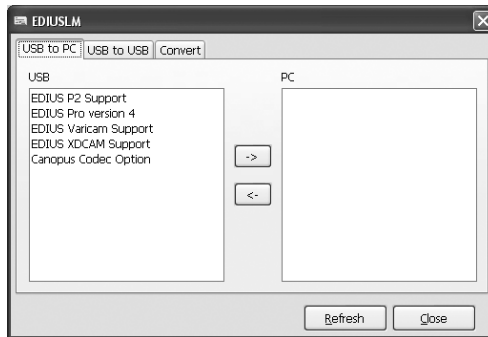 EDIUSLM
USB to PC USB to USB Convert
USB PC
EDIUS P2 Support
EDIUS Pro version 4
EDIUS Varicam Support
EDIUS XDCAM Support
Canopus Codec Option
->
<-
Refresh Close